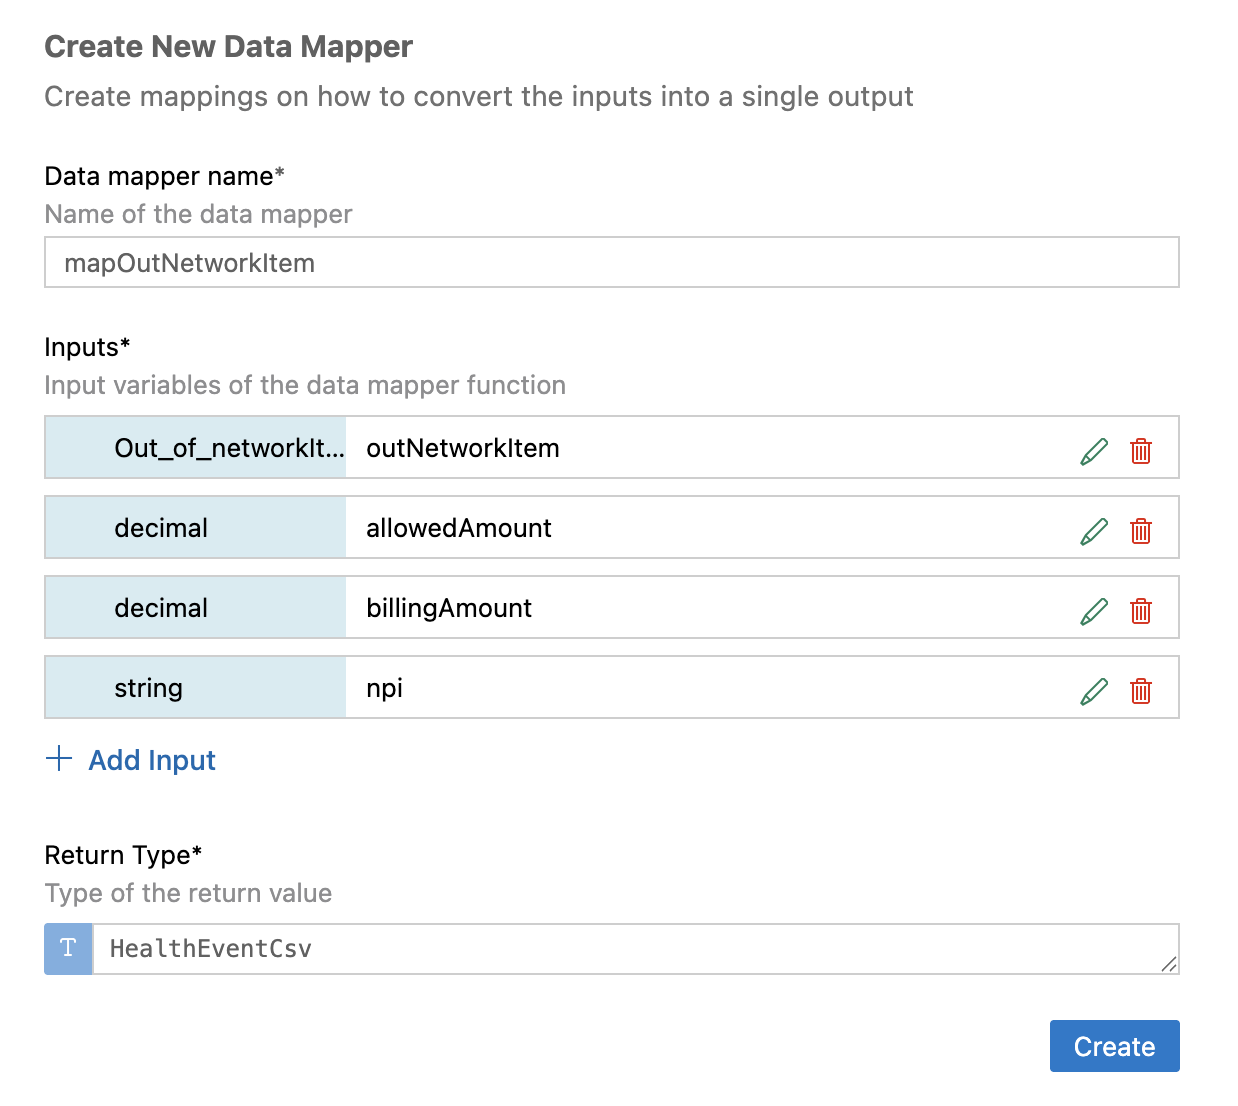 Create New Data Mapper
Create mappings on how to convert the inputs into a single output
Data mapper name*
Name of the data mapper
mapOutNetworkItem
Inputs*
Input variables of the data mapper function
Out_of_networkIt... outNetworkItem
decimal allowedAmount
decimal billingAmount
string npi
Add Input
Return Type*
Type of the return value
T HealthEventCsv
Create